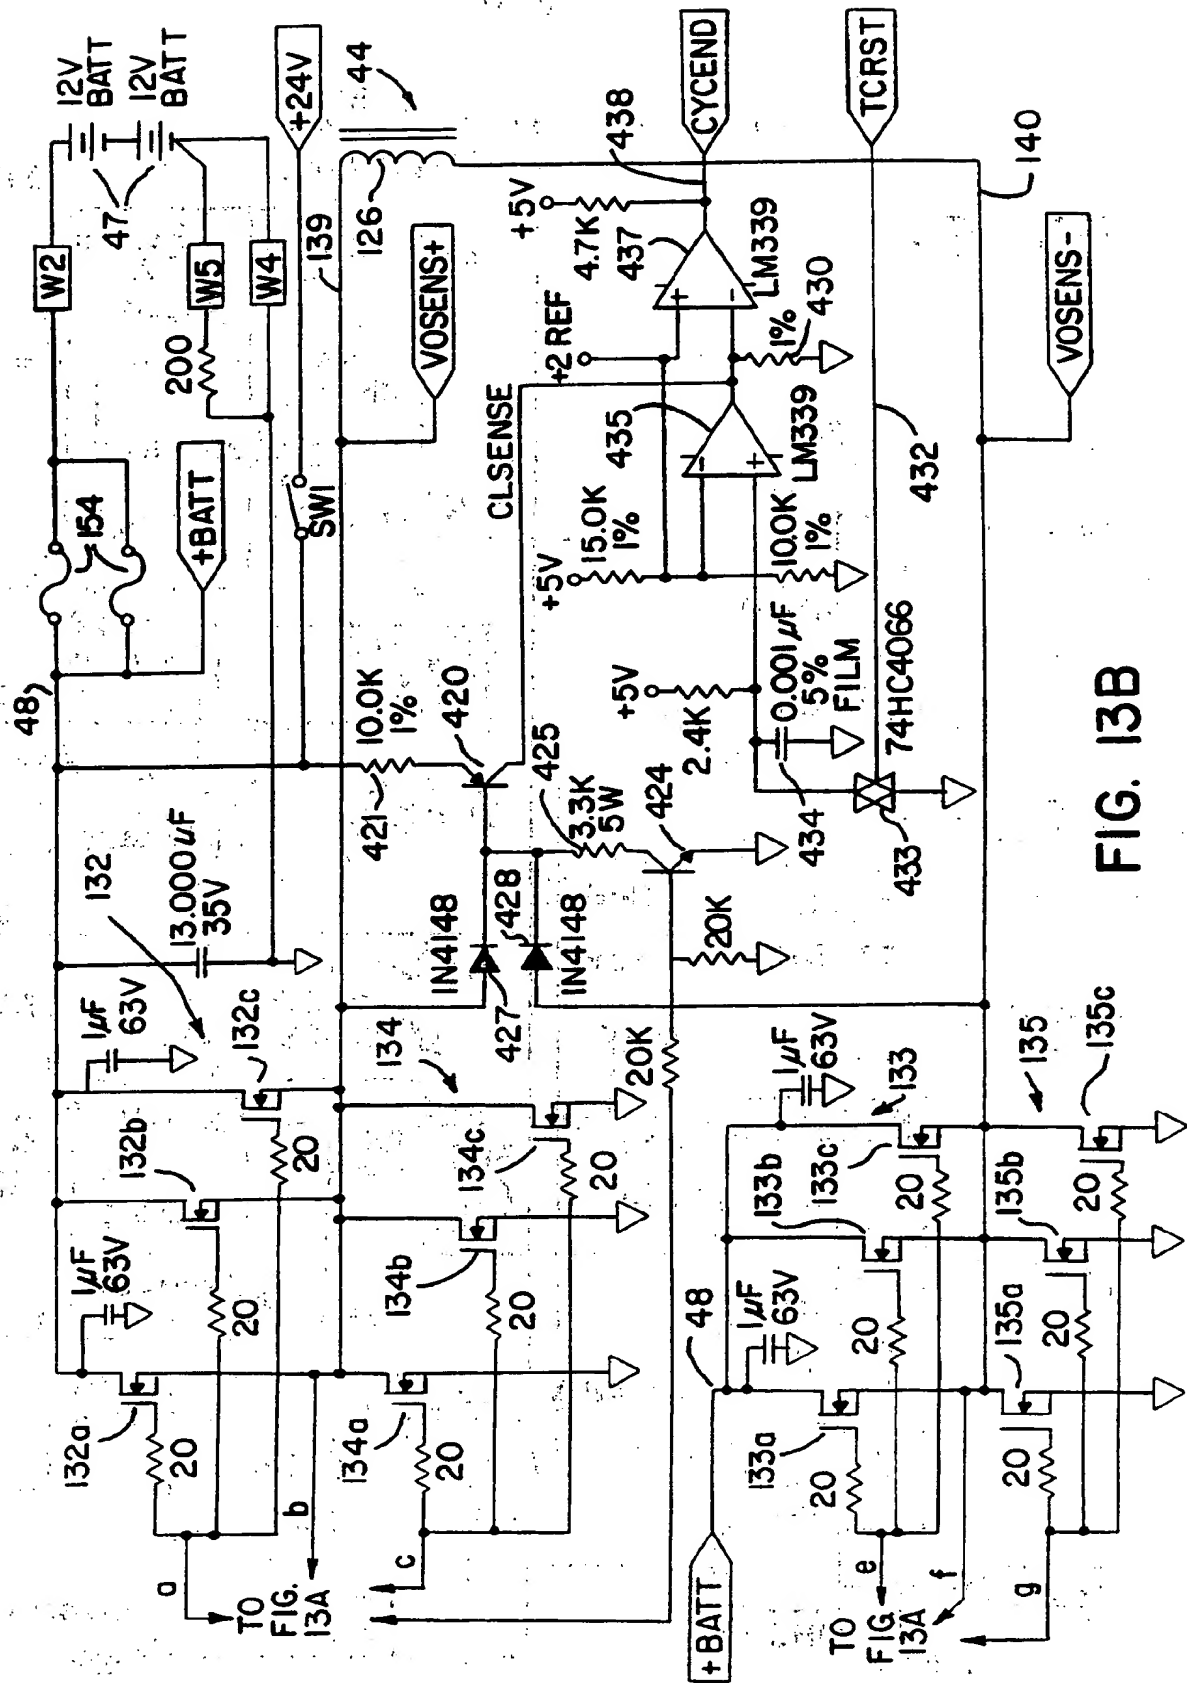 12V
BATT
12V
BATT
47
W2
W5
W4
200
154
+BATT
48
+24V
SW1
139
44
126
VOSENS+
10.0K
1%
421
420
13.000µF
35V
132
1µF
63V
132c
132b
1µF
63V
132a
20
20
20
a
b
TO
FIG.
13A
c
134
134c
134b
134a
20
20
20
1N4148
427
428
1N4148
425
3.3K
5W
424
20K
20K
CLSENSE
+2 REF
+5V
4.7K
437
438
CYCEND
LM339
430
1%
435
LM339
+5V
15.0K
1%
10.0K
1%
+5V
2.4K
0.001µF
5%
FILM
434
433
74HC4066
432
TCRST
140
VOSENS-
+BATT
48
1µF
63V
1µF
63V
133
133c
133b
133a
20
20
20
e
f
TO
FIG.
13A
g
135
135c
135b
135a
20
20
20
FIG. 13B